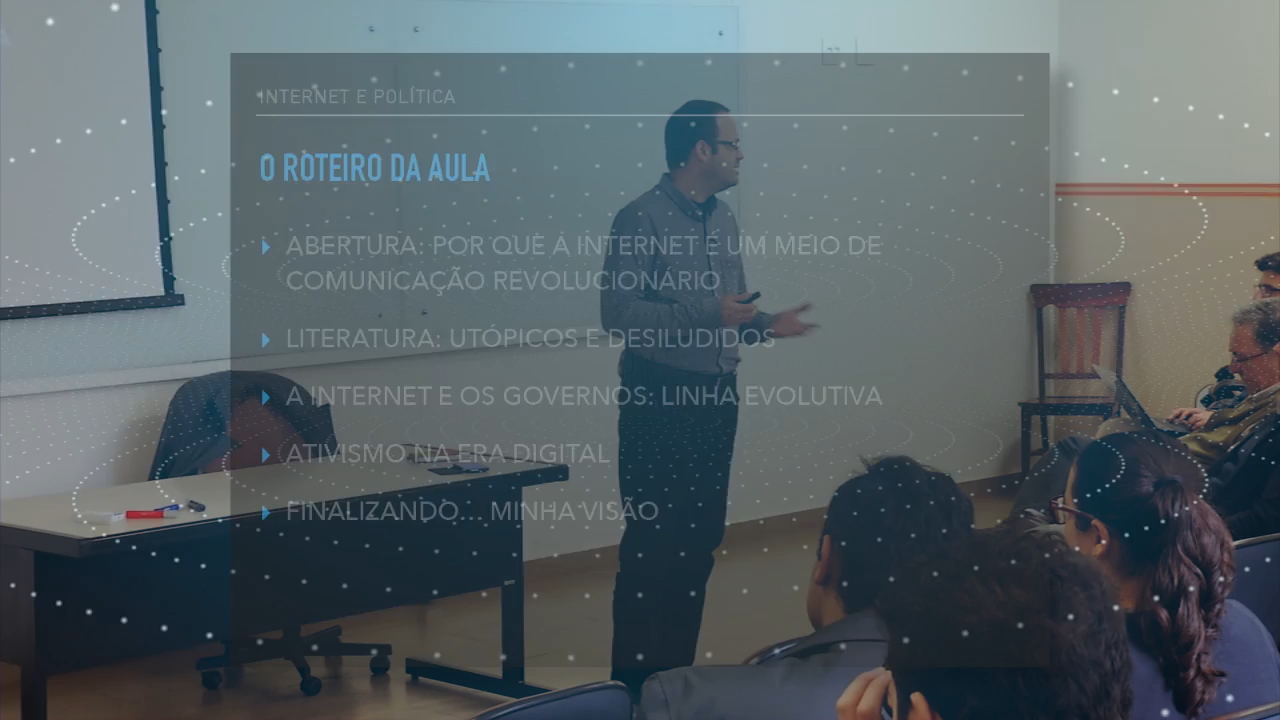 INTERNET E POLÍTICA
O ROTEIRO DA AULA
ABERTURA: POR QUE A INTERNET É UM MEIO DE
COMUNICAÇÃO REVOLUCIONÁRIO
LITERATURA: UTÓPICOS E DESILUDIDOS
A INTERNET E OS GOVERNOS: LINHA EVOLUTIVA
ATIVISMO NA ERA DIGITAL
FINALIZANDO... MINHA VISÃO